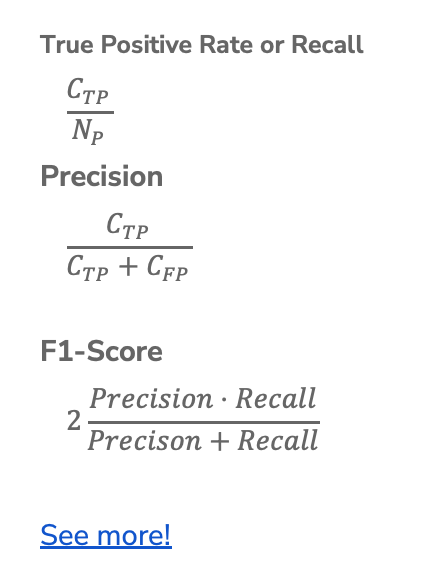 True Positive Rate or Recall
C_TP
N_P
Precision
C_TP
C_TP + C_FP
F1-Score
2 Precision · Recall
Precison + Recall
See more!